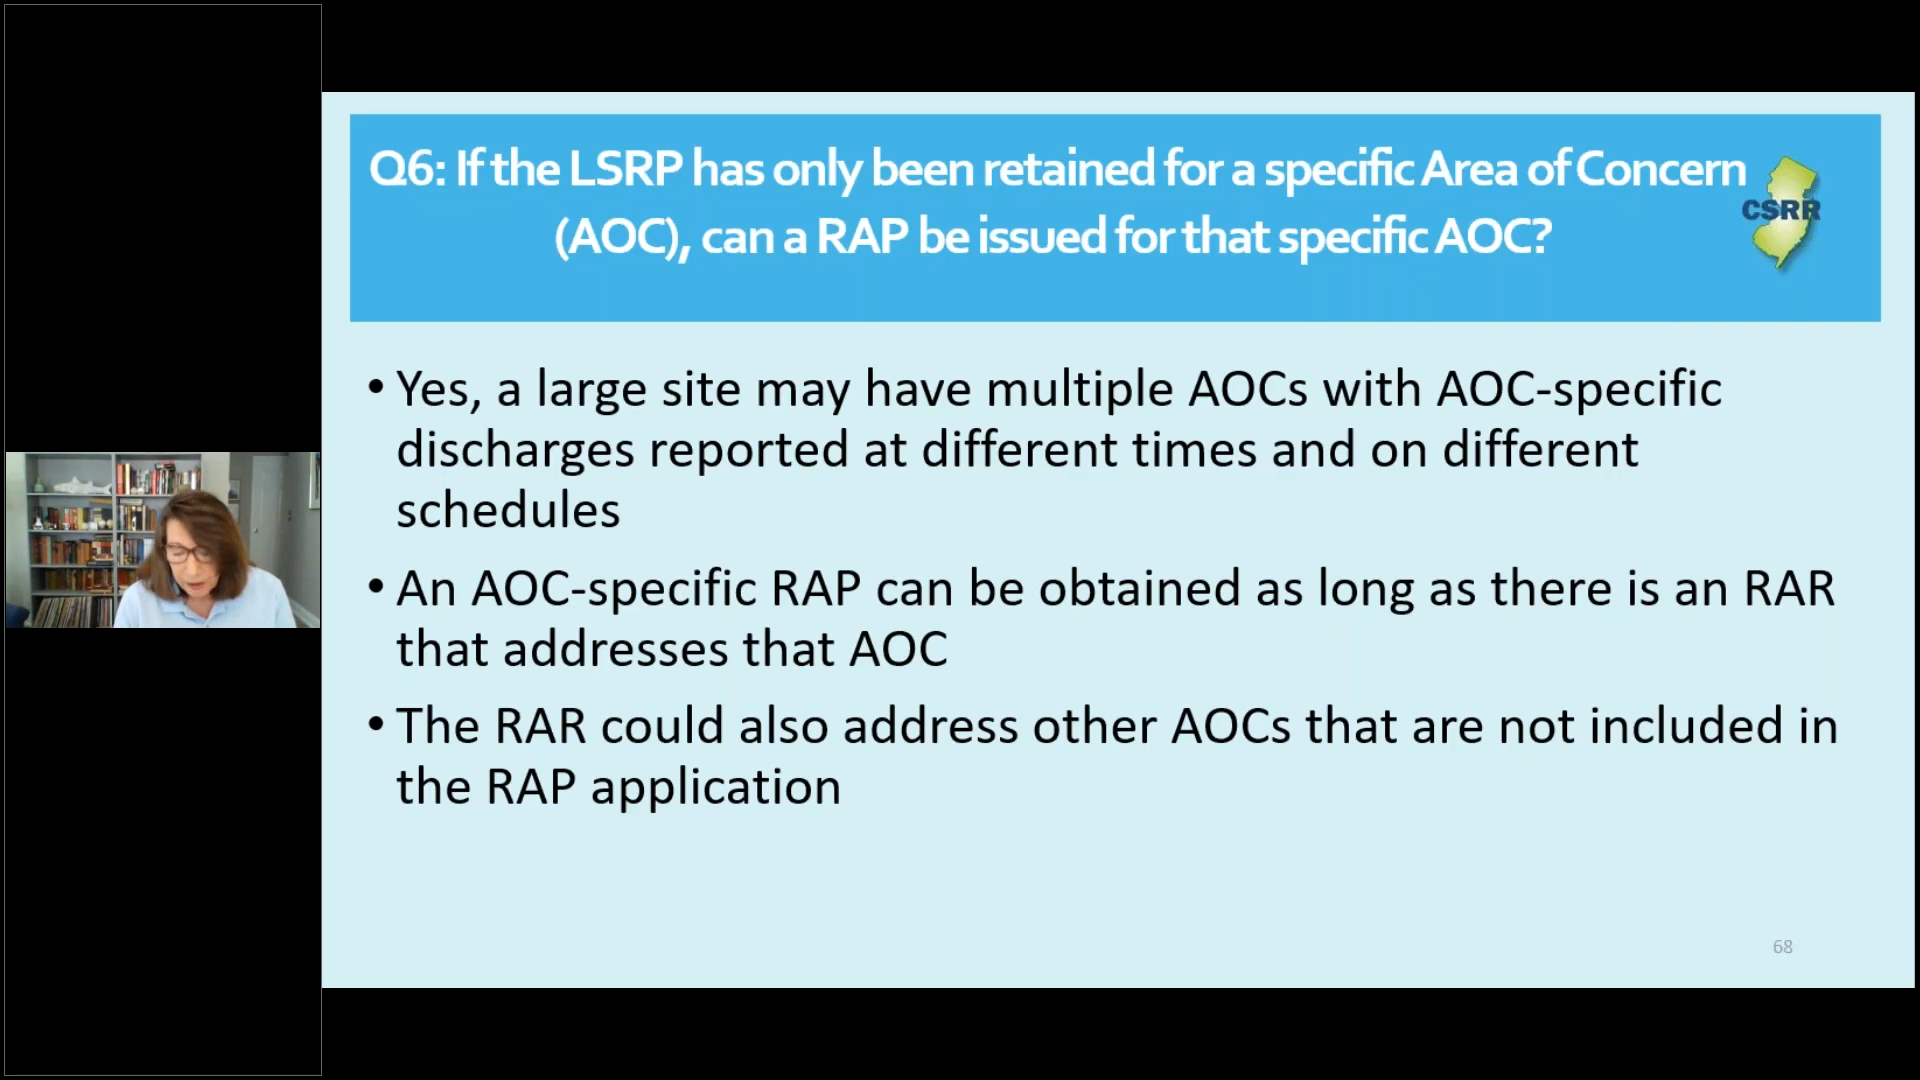 Q6: If the LSRP has only been retained for a specific Area of Concern
(AOC), can a RAP be issued for that specific AOC?
CSRR
• Yes, a large site may have multiple AOCs with AOC-specific
discharges reported at different times and on different
schedules
• An AOC-specific RAP can be obtained as long as there is an RAR
that addresses that AOC
• The RAR could also address other AOCs that are not included in
the RAP application
68